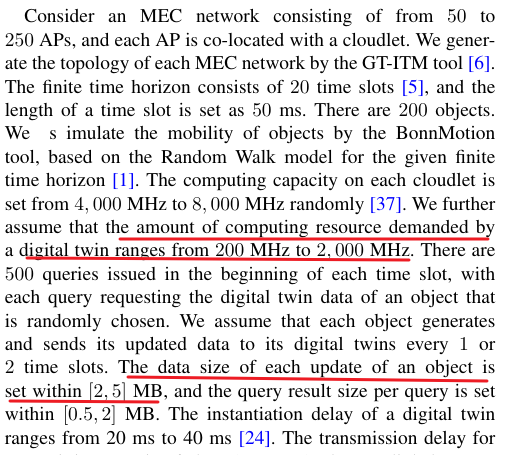 Consider an MEC network consisting of from 50 to
250 APs, and each AP is co-located with a cloudlet. We gener-
ate the topology of each MEC network by the GT-ITM tool [6].
The finite time horizon consists of 20 time slots [5], and the
length of a time slot is set as 50 ms. There are 200 objects.
We s imulate the mobility of objects by the BonnMotion
tool, based on the Random Walk model for the given finite
time horizon [1]. The computing capacity on each cloudlet is
set from 4, 000 MHz to 8, 000 MHz randomly [37]. We further
assume that the amount of computing resource demanded by
a digital twin ranges from 200 MHz to 2, 000 MHz. There are
500 queries issued in the beginning of each time slot, with
each query requesting the digital twin data of an object that
is randomly chosen. We assume that each object generates
and sends its updated data to its digital twins every 1 or
2 time slots. The data size of each update of an object is
set within [2, 5] MB, and the query result size per query is set
within [0.5, 2] MB. The instantiation delay of a digital twin
ranges from 20 ms to 40 ms [24]. The transmission delay for